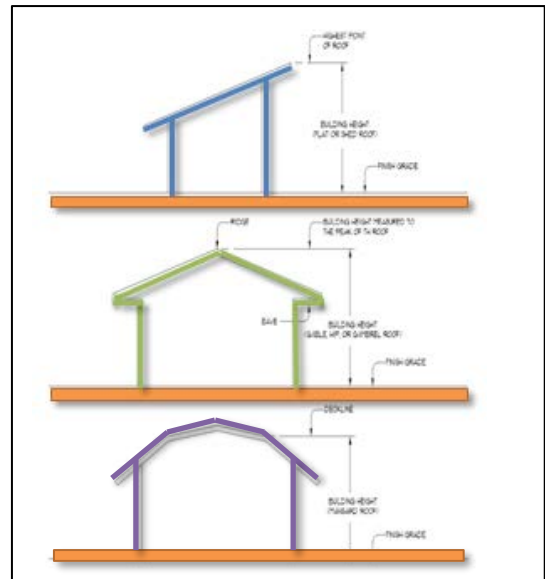 HIGHEST POINT
OF ROOF
BUILDING HEIGHT
(FLAT OR SHED ROOF)
FINISH GRADE
RIDGE
BUILDING HEIGHT MEASURED TO
THE PEAK OF TH ROOF
EAVE
BUILDING HEIGHT
(GABLE, HIP, OR GAMBREL ROOF)
FINISH GRADE
DECKLINE
BUILDING HEIGHT
(MANSARD ROOF)
FINISH GRADE